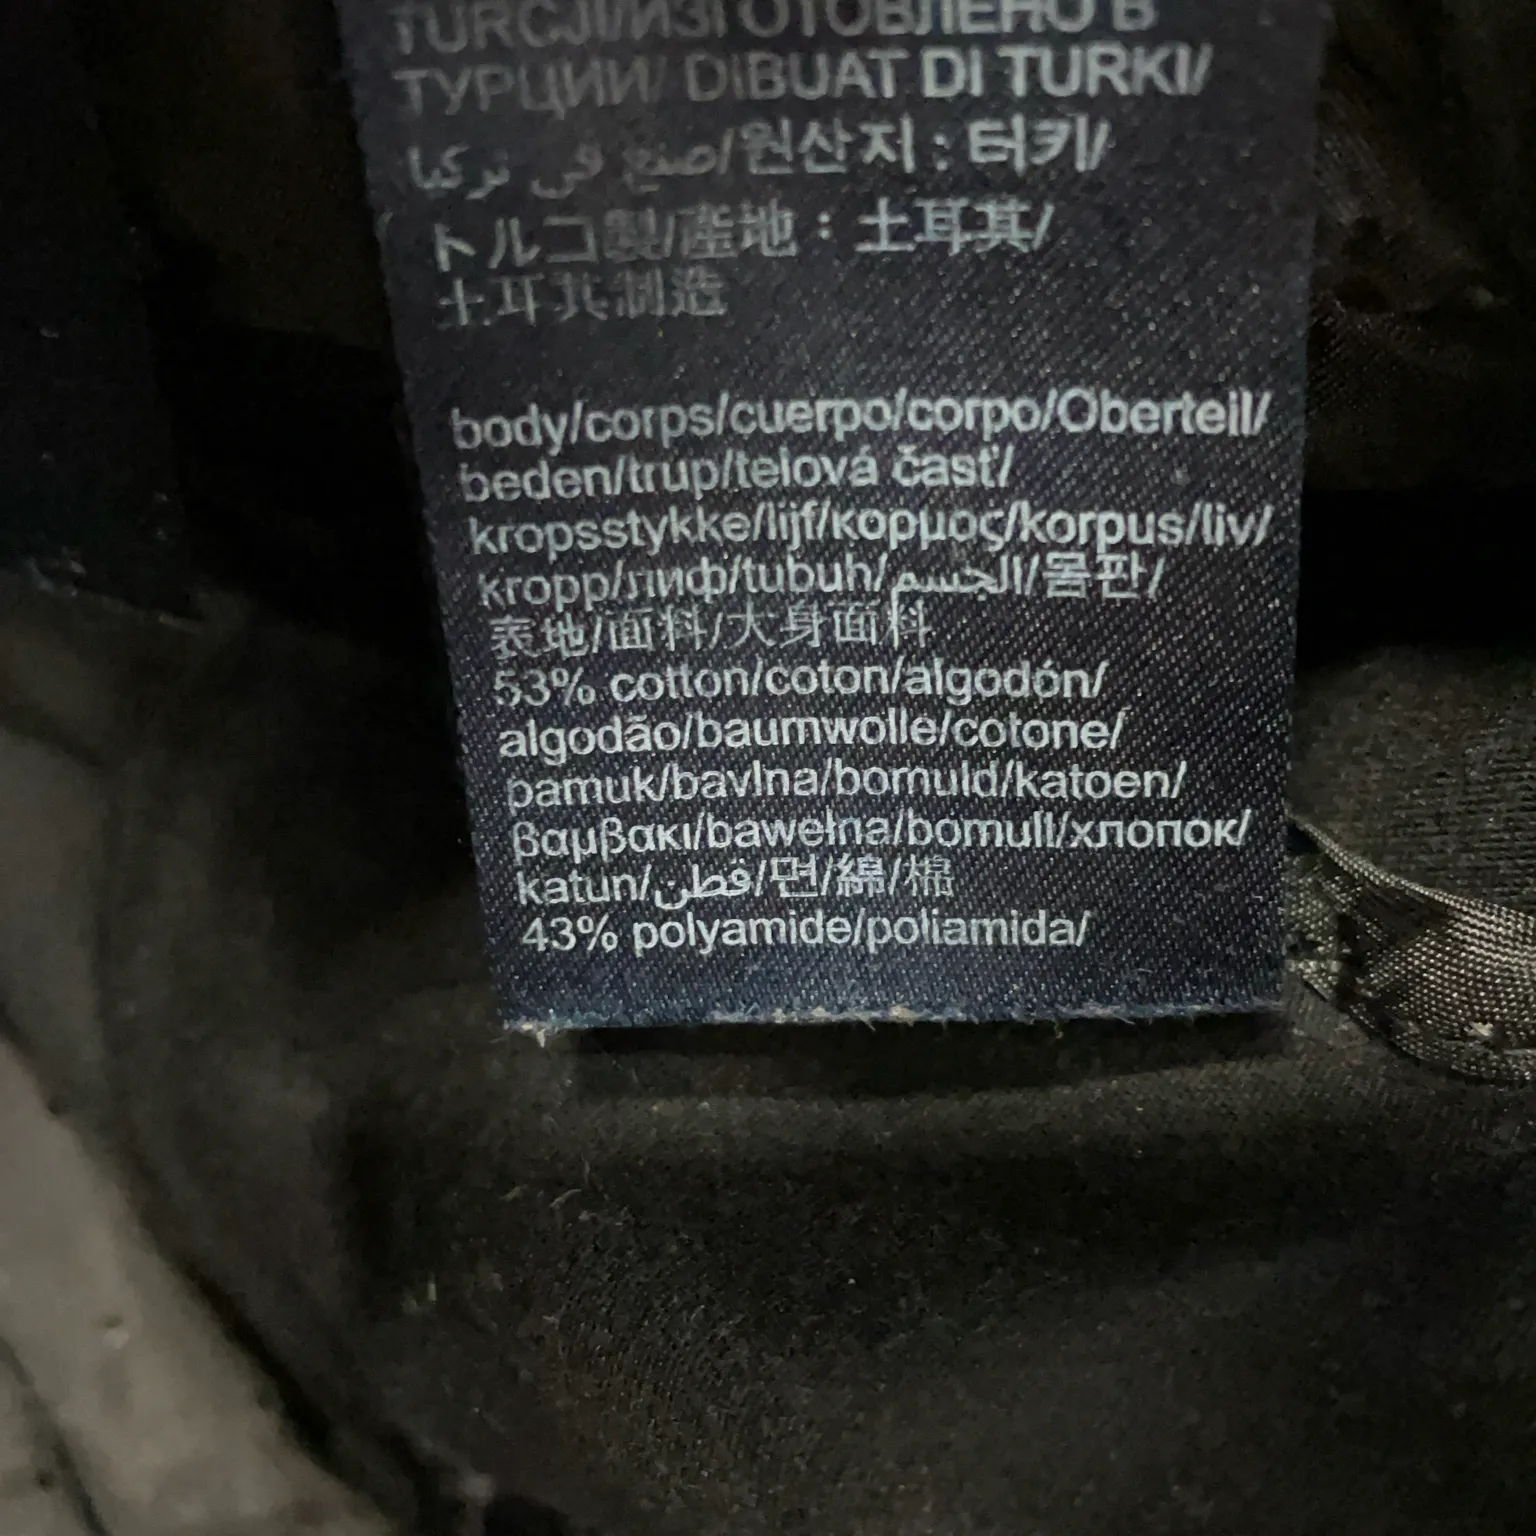 TURCJI/ИЗГОТОВЛЕНО В
ТУРЦИИ/ DIBUAT DI TURKI/
صنع في تركيا/원산지 : 터키/
トルコ製/産地：土耳其/
土耳其制造
body/corps/cuerpo/corpo/Oberteil/
beden/trup/telová časť/
kropsstykke/lijf/κορμος/korpus/liv/
kropp/лиф/tubuh/الجسم/몸판/
表地/面料/大身面料
53% cotton/coton/algodón/
algodão/baumwolle/cotone/
pamuk/bavlna/bomuld/katoen/
βαμβακι/bawełna/bomull/хлопок/
katun/قطن/면/綿/棉
43% polyamide/poliamida/